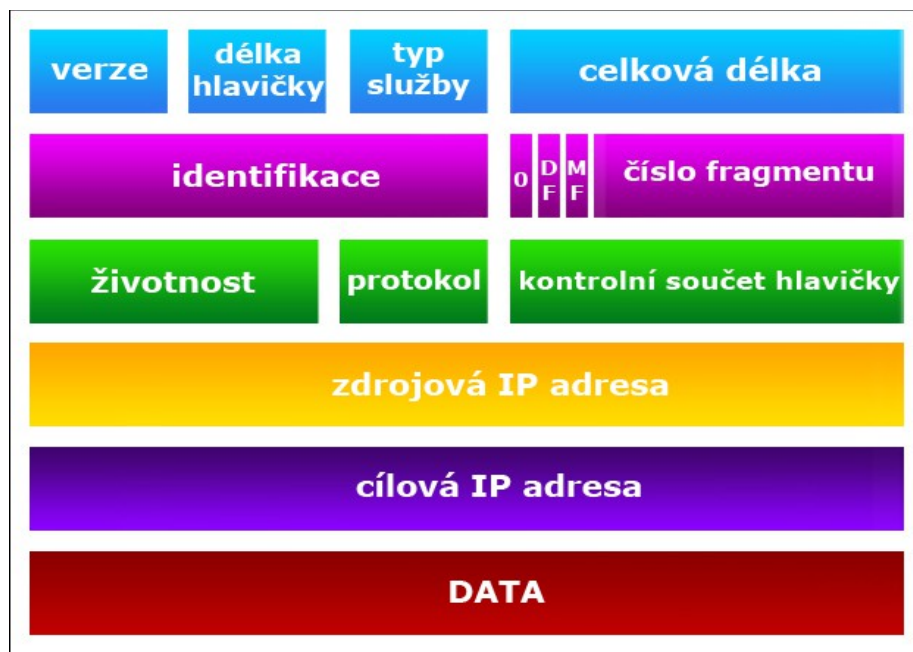 verze
délka
hlavičky
typ
služby
celková délka
identifikace
0
D
F
M
F
číslo fragmentu
životnost
protokol
kontrolní součet hlavičky
zdrojová IP adresa
cílová IP adresa
DATA